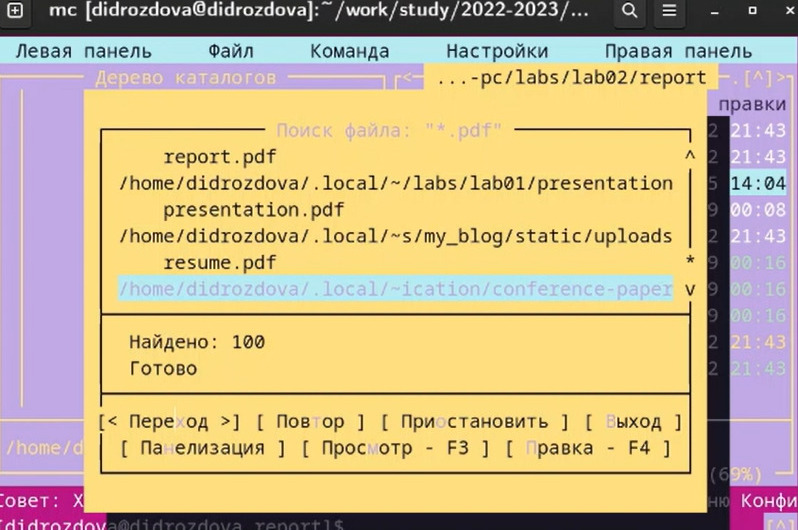 mc [didrozdova@didrozdova]:~/work/study/2022-2023/...
Левая панель Файл Команда Настройки Правая панель
Дерево каталогов <— ...-pc/labs/lab02/report .[^]>
правки
Поиск файла: "*.pdf"
2 21:43
report.pdf ^ 2 21:43
/home/didrozdova/.local/~/labs/lab01/presentation 5 14:04
presentation.pdf 9 00:08
/home/didrozdova/.local/~s/my_blog/static/uploads 2 21:43
resume.pdf * 9 00:16
/home/didrozdova/.local/~ication/conference-paper v 9 00:16
9 00:16
Найдено: 100 2 21:43
Готово 2 21:43
[< Переход >] [ Повтор ] [ Приостановить ] [ Выход ]
/home/d [ Панелизация ] [ Просмотр - F3 ] [ Правка - F4 ]
(69%)
Совет: X ню Конфи
[didrozdova@didrozdova report]$ [^]